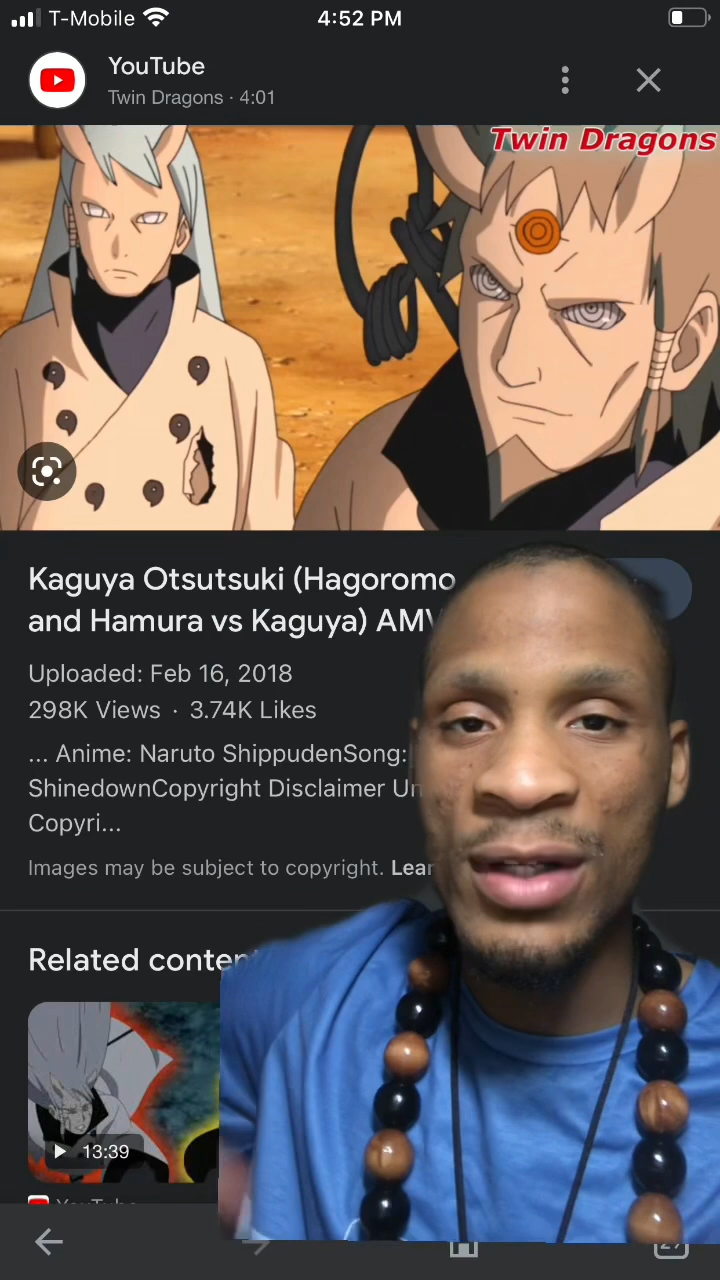 T-Mobile 4:52 PM
YouTube
Twin Dragons · 4:01
Twin Dragons
Kaguya Otsutsuki (Hagoromo
and Hamura vs Kaguya) AMV
Uploaded: Feb 16, 2018
298K Views · 3.74K Likes
... Anime: Naruto ShippudenSong:
ShinedownCopyright Disclaimer Un
Copyri...
Images may be subject to copyright. Lear
Related conten
13:39
YouTube